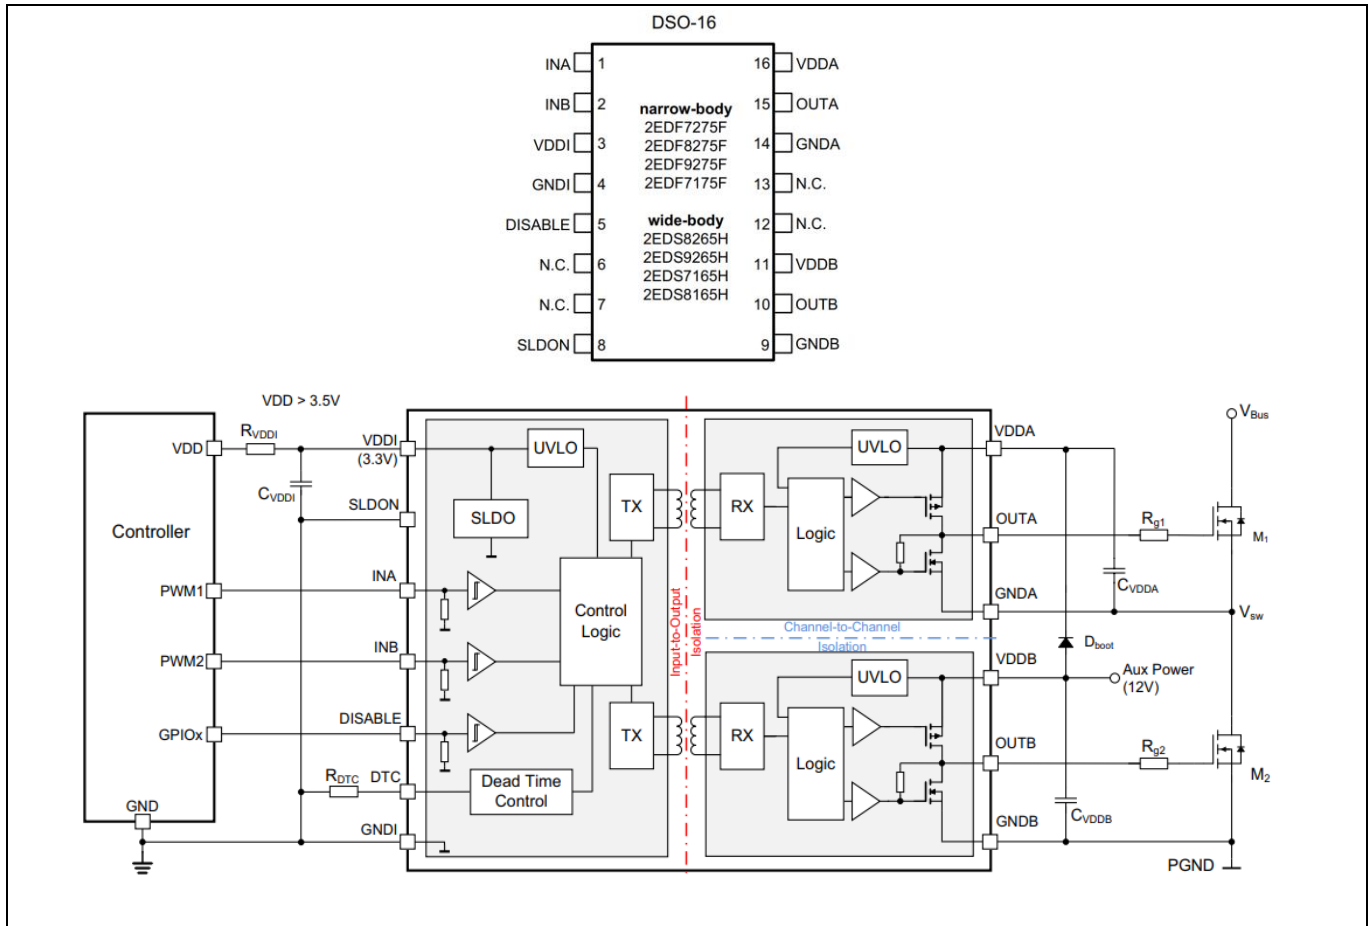 DSO-16
INA 1 16 VDDA
INB 2 15 OUTA
narrow-body
2EDF7275F
2EDF8275F
2EDF9275F
2EDF7175F
VDDI 3 14 GNDA
GNDI 4 13 N.C.
DISABLE 5 12 N.C.
wide-body
2EDS8265H
2EDS9265H
2EDS7165H
2EDS8165H
N.C. 6 11 VDDB
N.C. 7 10 OUTB
SLDON 8 9 GNDB
VDD > 3.5V
Controller
VDD
PWM1
PWM2
GPIOx
GND
RVDDI
CVDDI
RDTC
VDDI
(3.3V)
SLDON
INA
INB
DISABLE
DTC
GNDI
UVLO
SLDO
TX
Control
Logic
TX
Dead Time
Control
Input-to-Output
Isolation
UVLO
RX
Logic
Channel-to-Channel
Isolation
UVLO
RX
Logic
VDDA
OUTA
GNDA
VDDB
OUTB
GNDB
VBus
Rg1
M1
CVDDA
Vsw
Dboot
Aux Power
(12V)
Rg2
M2
CVDDB
PGND